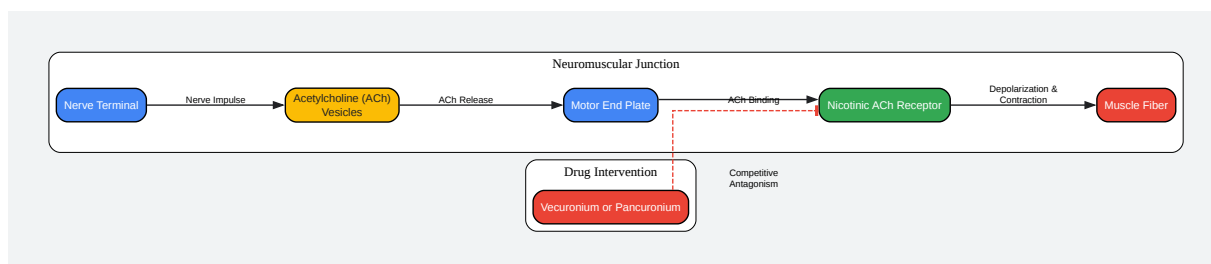 Neuromuscular Junction
Nerve Terminal
Nerve Impulse
Acetylcholine (ACh)
Vesicles
ACh Release
Motor End Plate
ACh Binding
Nicotinic ACh Receptor
Depolarization &
Contraction
Muscle Fiber
Drug Intervention
Vecuronium or Pancuronium
Competitive
Antagonism